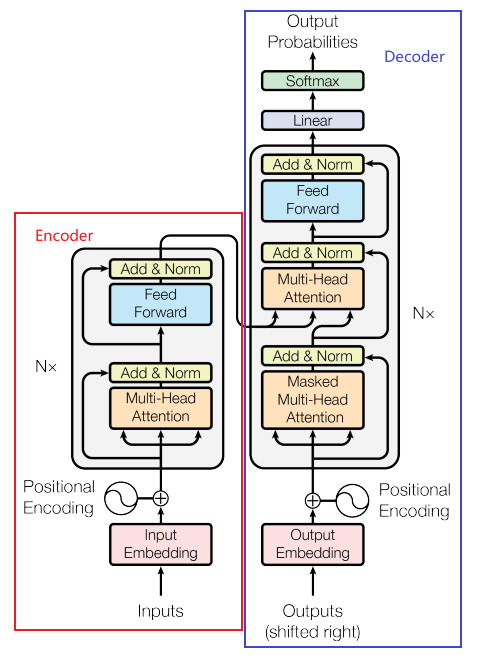 Output
Probabilities
Decoder
Softmax
Linear
Add & Norm
Feed
Forward
Add & Norm
Multi-Head
Attention
N×
Add & Norm
Masked
Multi-Head
Attention
Positional
Encoding
Output
Embedding
Outputs
(shifted right)
Encoder
Add & Norm
Feed
Forward
N×
Add & Norm
Multi-Head
Attention
Positional
Encoding
Input
Embedding
Inputs